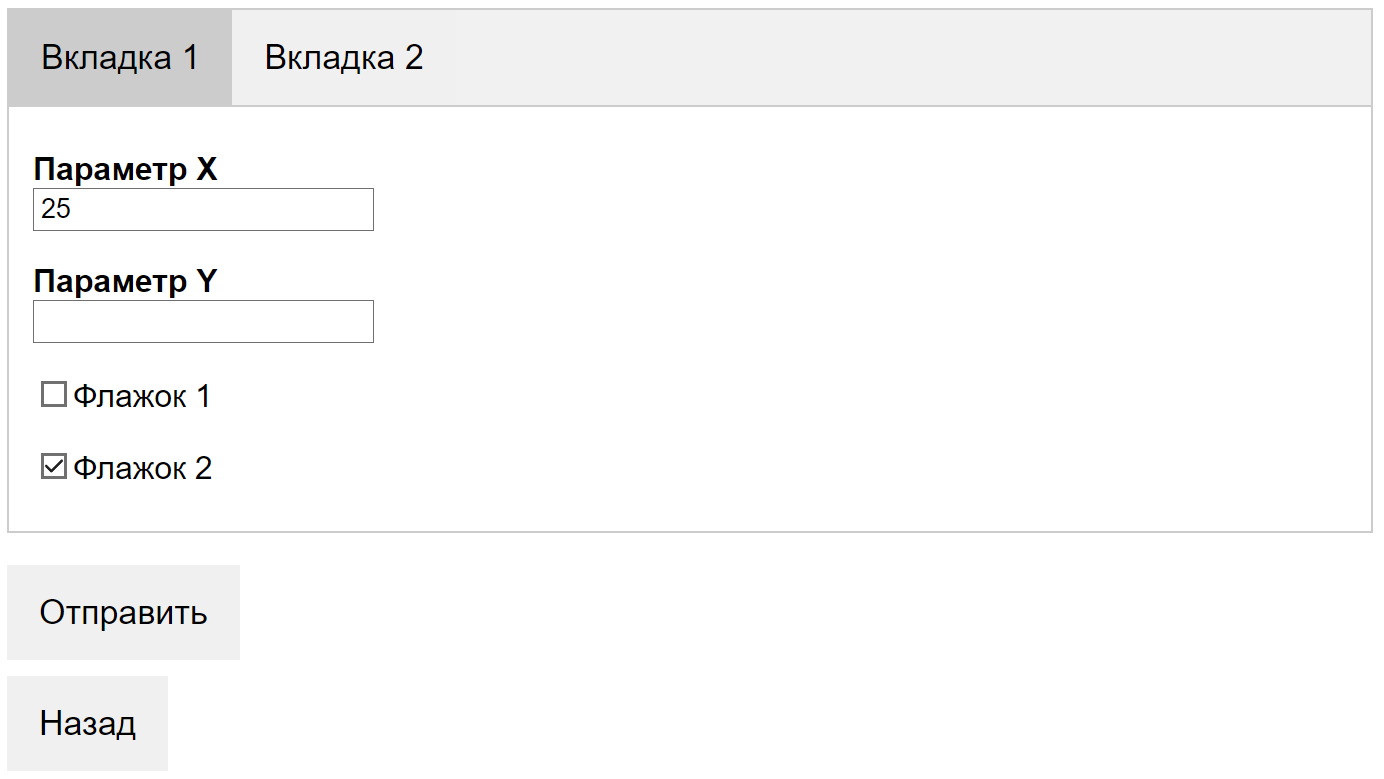 Вкладка 1 Вкладка 2
Параметр X
25
Параметр Y
Флажок 1
Флажок 2
Отправить
Назад